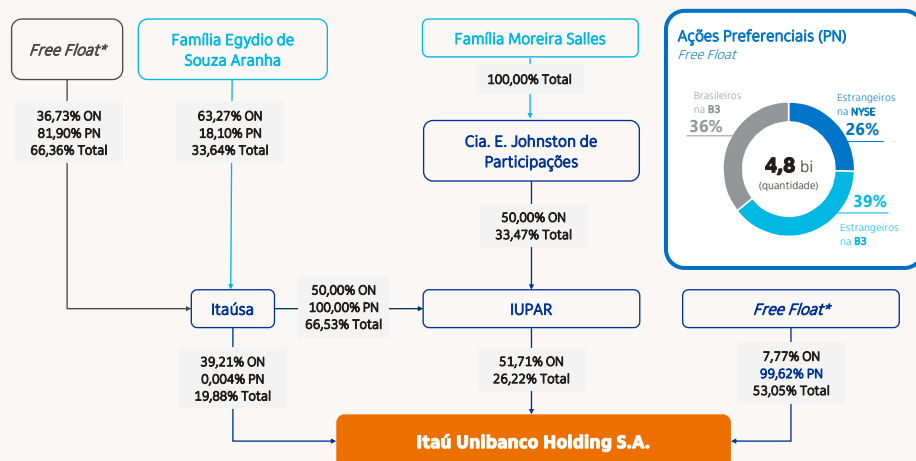 Free Float*
Família Egydio de
Souza Aranha
Família Moreira Salles
36,73% ON
81,90% PN
66,36% Total
63,27% ON
18,10% PN
33,64% Total
100,00% Total
Cia. E. Johnston de
Participações
50,00% ON
33,47% Total
Itaúsa
50,00% ON
100,00% PN
66,53% Total
IUPAR
Free Float*
39,21% ON
0,004% PN
19,88% Total
51,71% ON
26,22% Total
7,77% ON
99,62% PN
53,05% Total
Itaú Unibanco Holding S.A.
Ações Preferenciais (PN)
Free Float
Brasileiros
na B3
36%
Estrangeiros
na NYSE
26%
4,8 bi
(quantidade)
39%
Estrangeiros
na B3